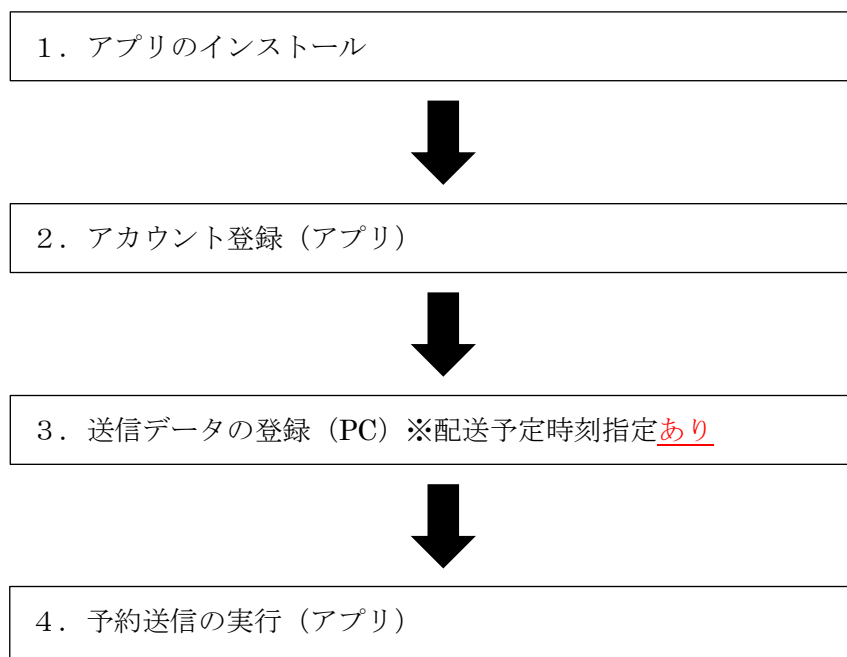 １．アプリのインストール
２．アカウント登録（アプリ）
３．送信データの登録（PC）※配送予定時刻指定あり
４．予約送信の実行（アプリ）